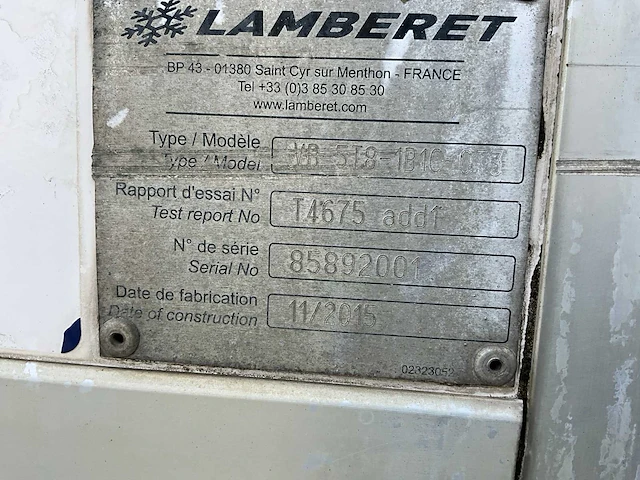 LAMBERET
BP 43 - 01380 Saint Cyr sur Menthon - FRANCE
Tel +33 (0)3 85 30 85 30
www.lamberet.com
Type / Modèle
Type / Model
Rapport d'essai N° T4675 add1
Test report No
N° de série 85892001
Serial No
Date de fabrication 11/2015
Date of construction